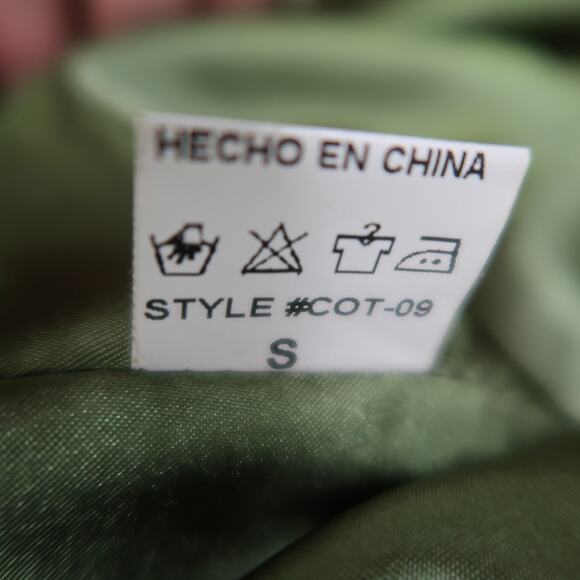 HECHO EN CHINA
STYLE #COT-09
S